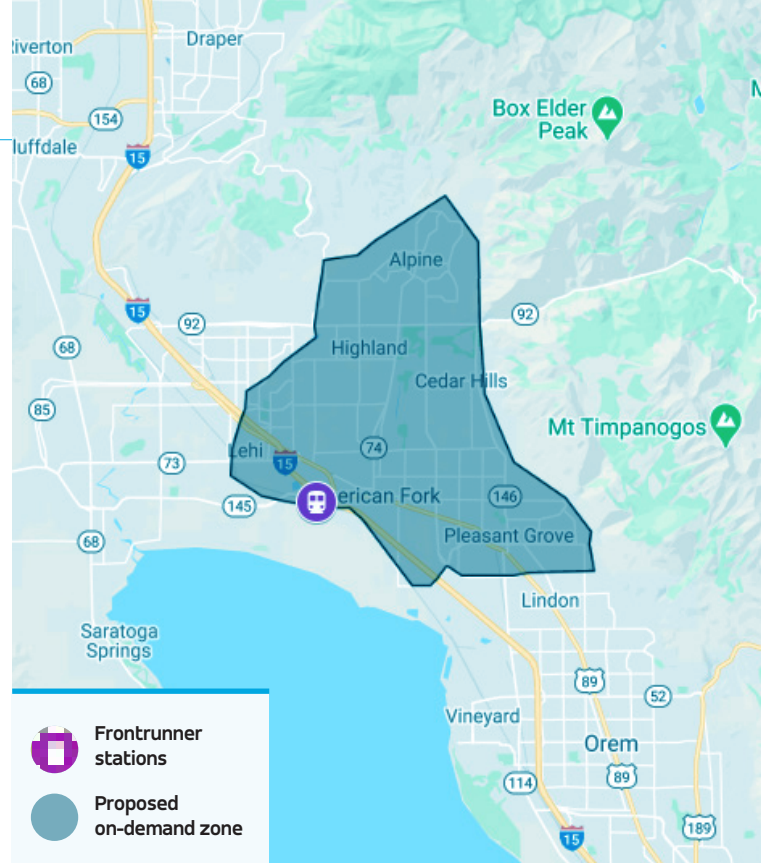 Draper
iverton
68
154
luffdale
15
Box Elder
Peak
M
Alpine
15
92
92
68
Highland
Cedar Hills
85
Mt Timpanogos
74
Lehi
15
73
erican Fork
146
145
Pleasant Grove
68
Lindon
Saratoga
Springs
89
52
Vineyard
Orem
89
114
189
15
Frontrunner
stations
Proposed
on-demand zone